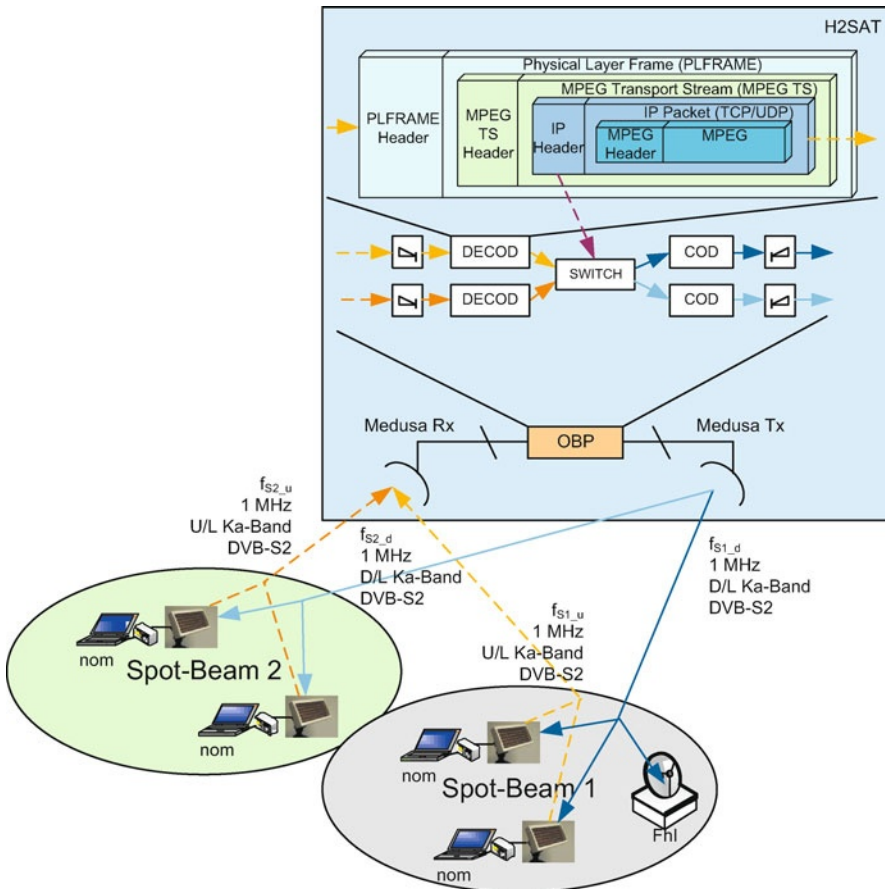 H2SAT
Physical Layer Frame (PLFRAME)
MPEG Transport Stream (MPEG TS)
IP Packet (TCP/UDP)
PLFRAME
Header
MPEG
TS
Header
IP
Header
MPEG
Header
MPEG
DECOD
SWITCH
COD
DECOD
COD
Medusa Rx
OBP
Medusa Tx
fS2_u
1 MHz
U/L Ka-Band
DVB-S2
fS2_d
1 MHz
D/L Ka-Band
DVB-S2
fS1_d
1 MHz
D/L Ka-Band
DVB-S2
fS1_u
1 MHz
U/L Ka-Band
DVB-S2
nom
Spot-Beam 2
nom
nom
Spot-Beam 1
nom
FhI